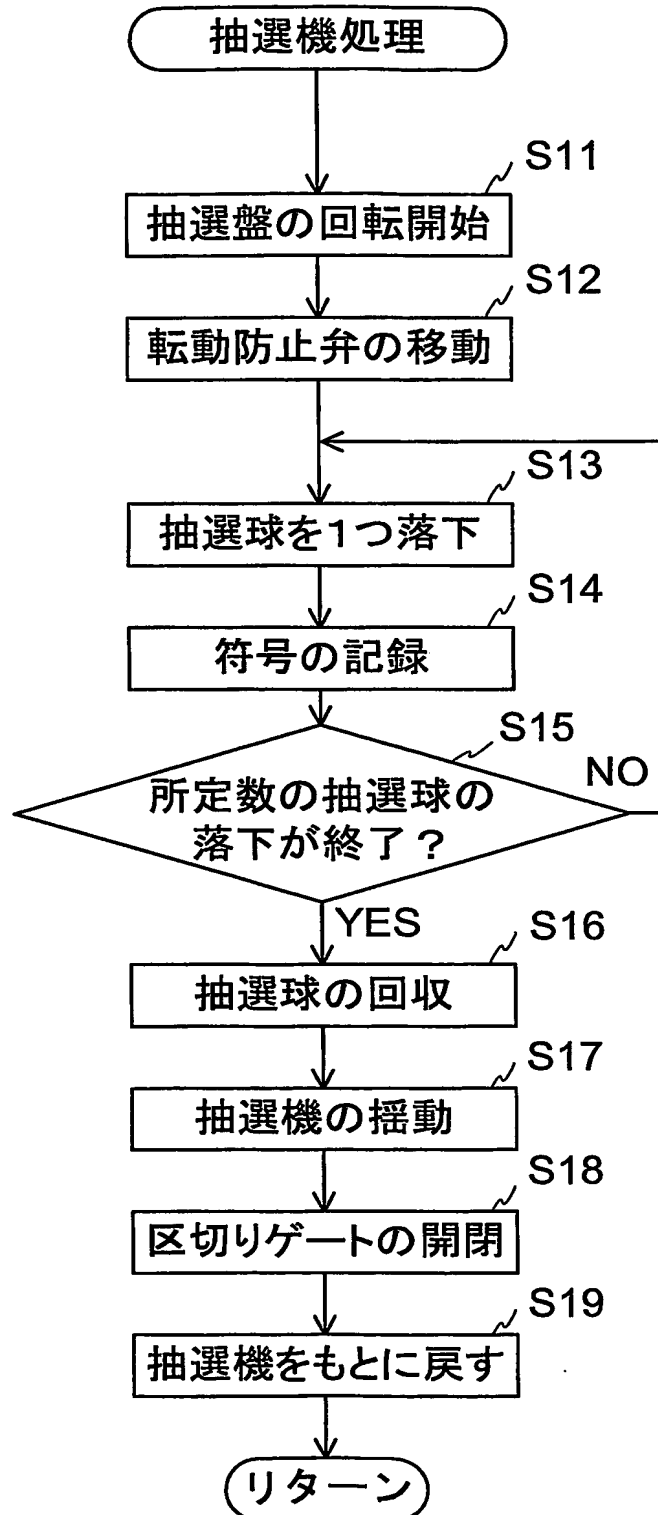 抽選機処理
S11
抽選盤の回転開始
S12
転動防止弁の移動
S13
抽選球を1つ落下
S14
符号の記録
S15
所定数の抽選球の
落下が終了?
NO
YES
S16
抽選球の回収
S17
抽選機の揺動
S18
区切りゲートの開閉
S19
抽選機をもとに戻す
リターン